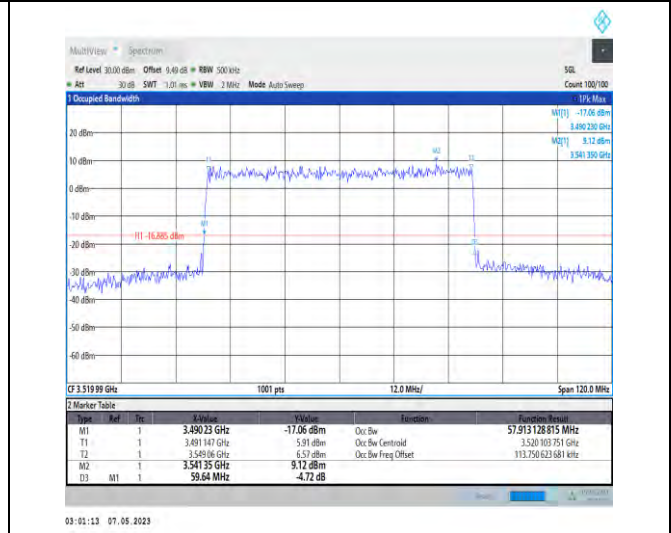 MultiView Spectrum
Ref Level 30.00 dBm Offset 9.49 dB RBW 500 kHz SGL
Att 30 dB SWT 1.01 ms VBW 2 MHz Mode Auto Sweep Count 100/100
1 Occupied Bandwidth 1Pk Max
M1[1] -17.06 dBm
3.490 230 GHz
M2[1] 9.12 dBm
3.541 350 GHz
20 dBm
M2
10 dBm
T1
T2
0 dBm
-10 dBm
M1
H1 -16.885 dBm
-20 dBm
D3
-30 dBm
-40 dBm
-50 dBm
-60 dBm
CF 3.519 99 GHz 1001 pts 12.0 MHz/ Span 120.0 MHz
2 Marker Table
Type Ref Trc X-Value Y-Value Function Function Result
M1 1 3.490 23 GHz -17.06 dBm Occ Bw 57.913 128 815 MHz
T1 1 3.491 147 GHz 5.91 dBm Occ Bw Centroid 3.520 103 751 GHz
T2 1 3.549 06 GHz 6.57 dBm Occ Bw Freq Offset 113.750 623 681 kHz
M2 1 3.541 35 GHz 9.12 dBm
D3 M1 1 59.64 MHz -4.72 dB
03:01:13 07.05.2023